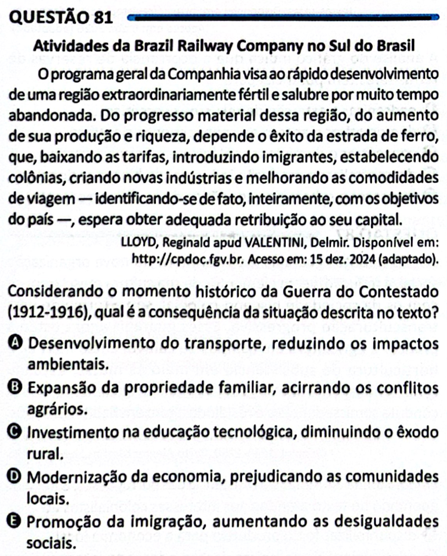 QUESTÃO 81
Atividades da Brazil Railway Company no Sul do Brasil
O programa geral da Companhia visa ao rápido desenvolvimento
de uma região extraordinariamente fértil e salubre por muito tempo
abandonada. Do progresso material dessa região, do aumento
de sua produção e riqueza, depende o êxito da estrada de ferro,
que, baixando as tarifas, introduzindo imigrantes, estabelecendo
colônias, criando novas indústrias e melhorando as comodidades
de viagem — identificando-se de fato, inteiramente, com os objetivos
do país —, espera obter adequada retribuição ao seu capital.
LLOYD, Reginald apud VALENTINI, Delmir. Disponível em:
http://cpdoc.fgv.br. Acesso em: 15 dez. 2024 (adaptado).
Considerando o momento histórico da Guerra do Contestado
(1912-1916), qual é a consequência da situação descrita no texto?
A Desenvolvimento do transporte, reduzindo os impactos
ambientais.
B Expansão da propriedade familiar, acirrando os conflitos
agrários.
C Investimento na educação tecnológica, diminuindo o êxodo
rural.
D Modernização da economia, prejudicando as comunidades
locais.
E Promoção da imigração, aumentando as desigualdades
sociais.